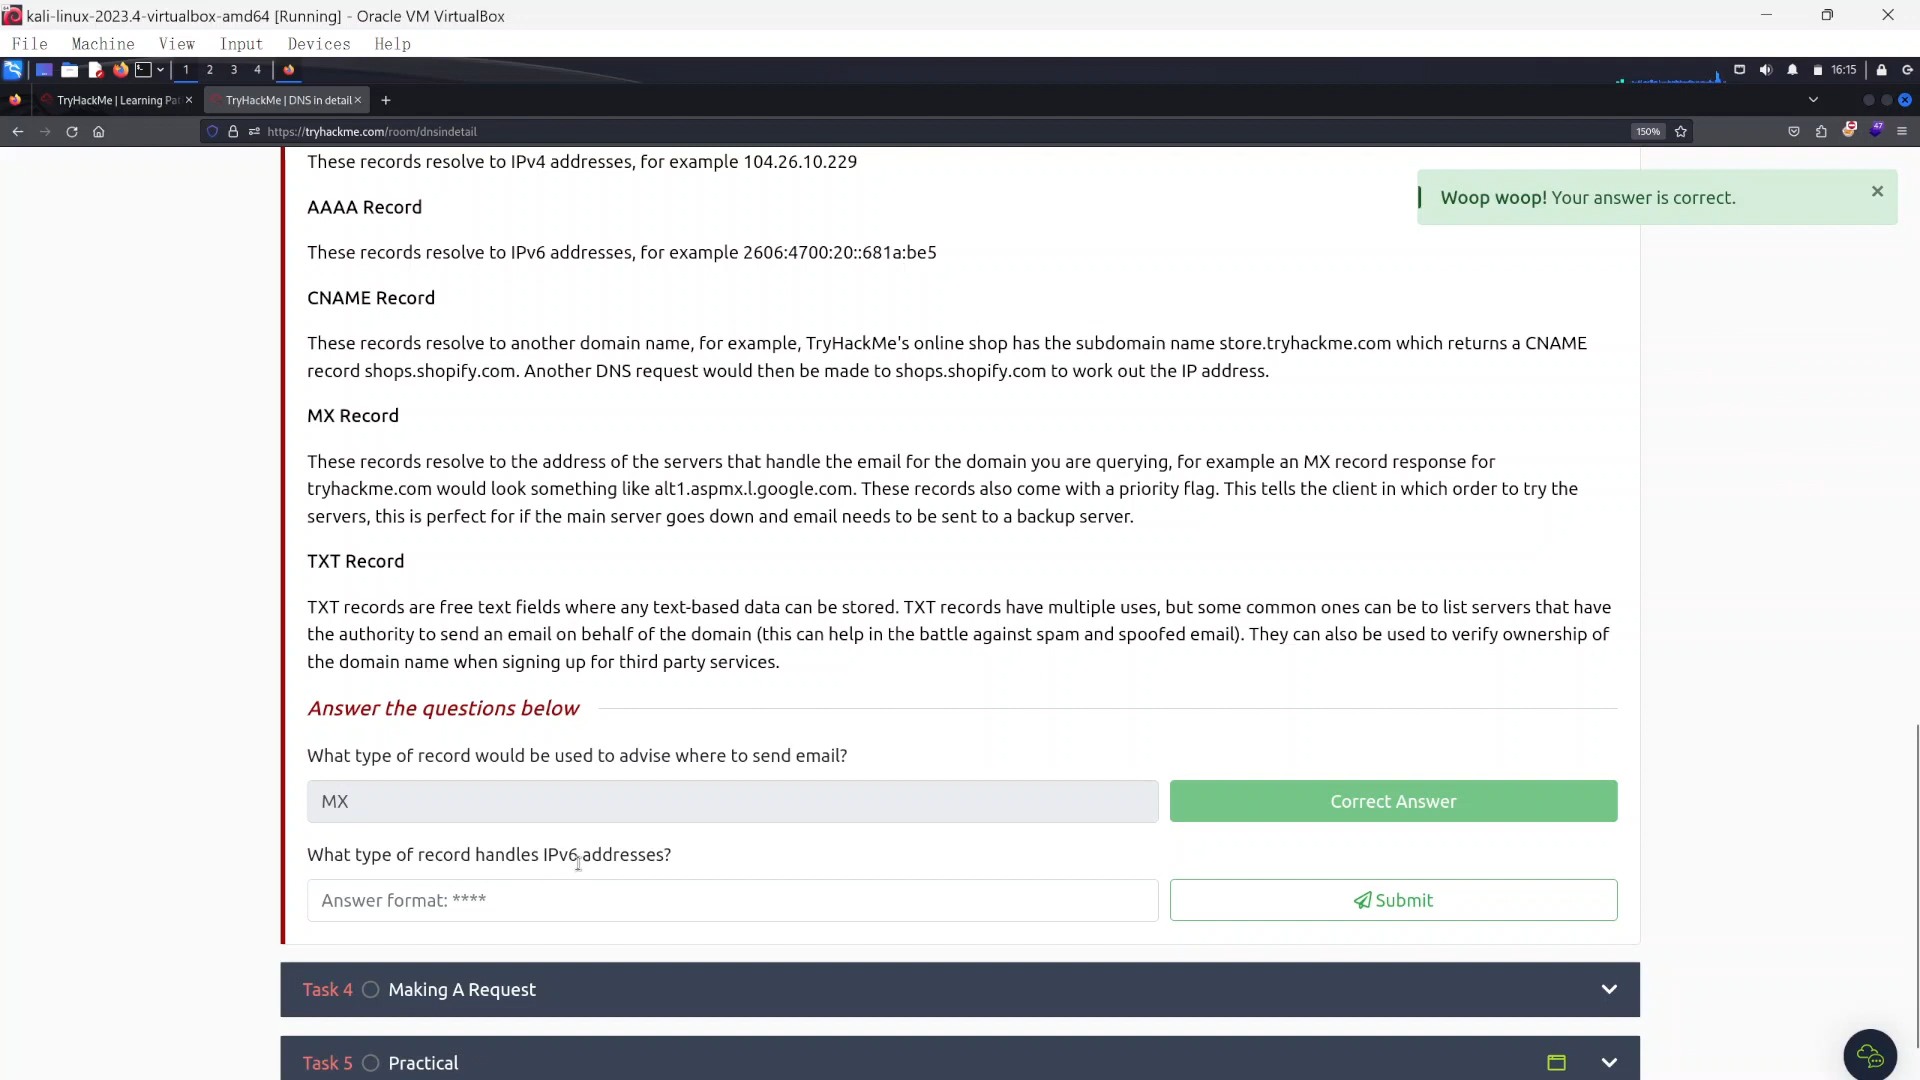 kali-linux-2023.4-virtualbox-amd64 [Running] - Oracle VM VirtualBox
File Machine View Input Devices Help
1 2 3 4 16:15
TryHackMe | Learning Pat TryHackMe | DNS in detail
https://tryhackme.com/room/dnsindetail 150% 47
These records resolve to IPv4 addresses, for example 104.26.10.229
Woop woop! Your answer is correct.
AAAA Record
These records resolve to IPv6 addresses, for example 2606:4700:20::681a:be5
CNAME Record
These records resolve to another domain name, for example, TryHackMe's online shop has the subdomain name store.tryhackme.com which returns a CNAME
record shops.shopify.com. Another DNS request would then be made to shops.shopify.com to work out the IP address.
MX Record
These records resolve to the address of the servers that handle the email for the domain you are querying, for example an MX record response for
tryhackme.com would look something like alt1.aspmx.l.google.com. These records also come with a priority flag. This tells the client in which order to try the
servers, this is perfect for if the main server goes down and email needs to be sent to a backup server.
TXT Record
TXT records are free text fields where any text-based data can be stored. TXT records have multiple uses, but some common ones can be to list servers that have
the authority to send an email on behalf of the domain (this can help in the battle against spam and spoofed email). They can also be used to verify ownership of
the domain name when signing up for third party services.
Answer the questions below
What type of record would be used to advise where to send email?
MX Correct Answer
What type of record handles IPv6 addresses?
Answer format: **** Submit
Task 4 Making A Request
Task 5 Practical